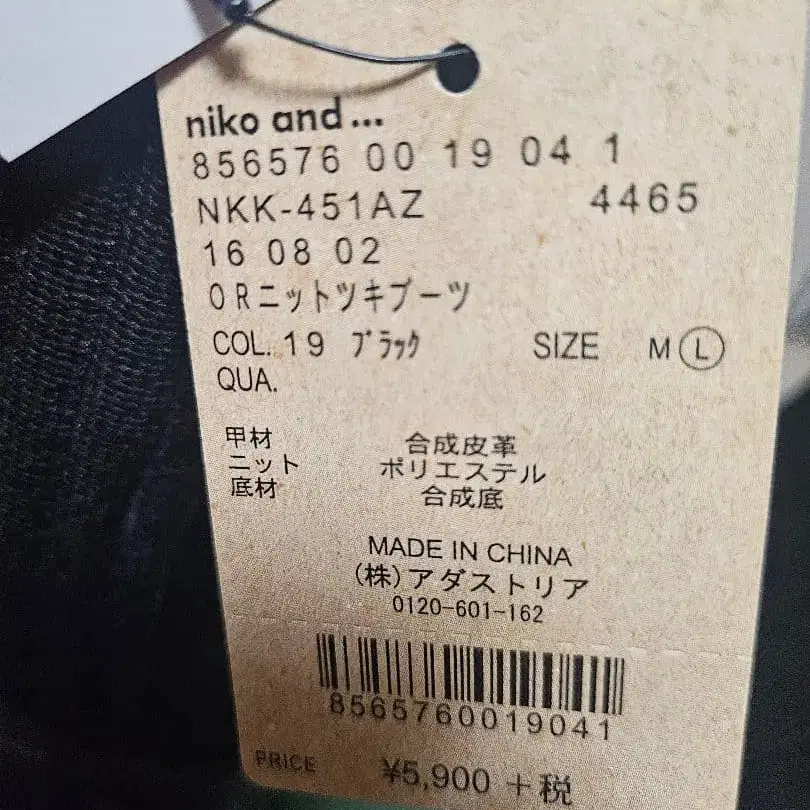 niko and...
856576 00 19 04 1
NKK-451AZ 4465
16 08 02
ORニットツキブーツ
COL. 19 ブラック SIZE M L
QUA.
甲材 合成皮革
ニット ポリエステル
底材 合成底
MADE IN CHINA
(株)アダストリア
0120-601-162
8565760019041
PRICE ¥5,900 +税